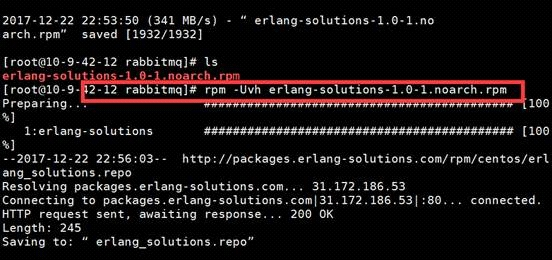 2017-12-22 22:53:50 (341 MB/s) - “ erlang-solutions-1.0-1.no
arch.rpm”  saved [1932/1932]
[root@10-9-42-12 rabbitmq]# ls
erlang-solutions-1.0-1.noarch.rpm
[root@10-9-42-12 rabbitmq]# rpm -Uvh erlang-solutions-1.0-1.noarch.rpm
Preparing... ########################################### [100
%]
1:erlang-solutions ########################################### [100
%]
--2017-12-22 22:56:03--  http://packages.erlang-solutions.com/rpm/centos/erl
ang_solutions.repo
Resolving packages.erlang-solutions.com... 31.172.186.53
Connecting to packages.erlang-solutions.com|31.172.186.53|:80... connected.
HTTP request sent, awaiting response... 200 OK
Length: 245
Saving to: “ erlang_solutions.repo”